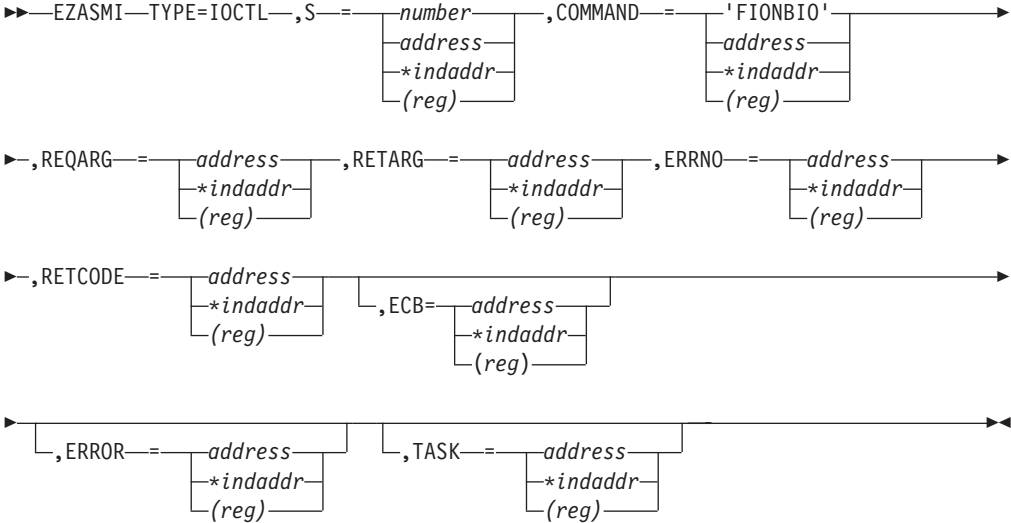 EZASMI TYPE=IOCTL ,S = number ,COMMAND = 'FIONBIO'
address address
*indaddr *indaddr
(reg) (reg)
,REQARG = address ,RETARG = address ,ERRNO = address
*indaddr *indaddr *indaddr
(reg) (reg) (reg)
,RETCODE = address
*indaddr ,ECB= address
(reg) *indaddr
(reg)
,ERROR = address ,TASK = address
*indaddr *indaddr
(reg) (reg)